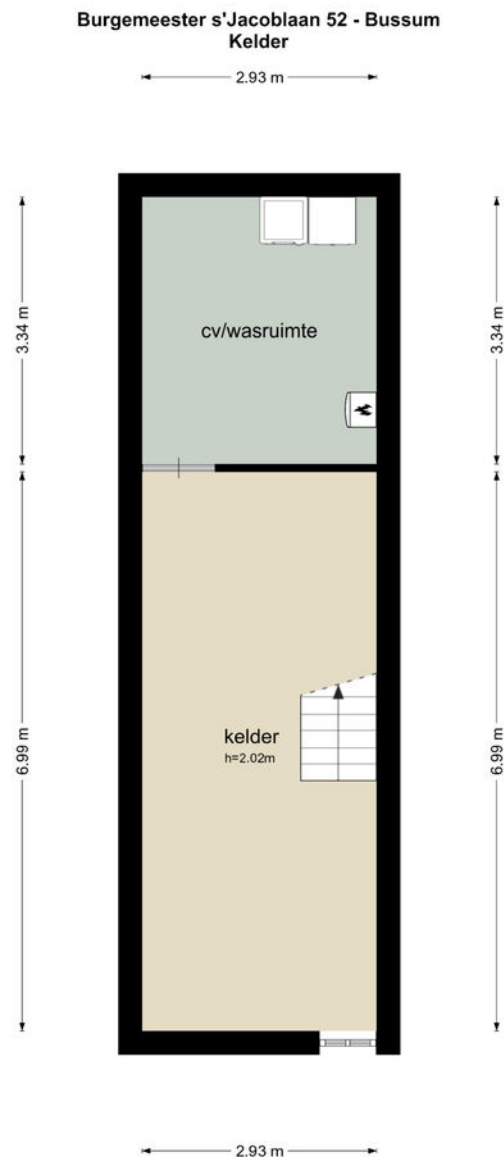 Burgemeester s'Jacoblaan 52 - Bussum
Kelder
2.93 m
3.34 m
3.34 m
cv/wasruimte
6.99 m
6.99 m
kelder
h=2.02m
2.93 m